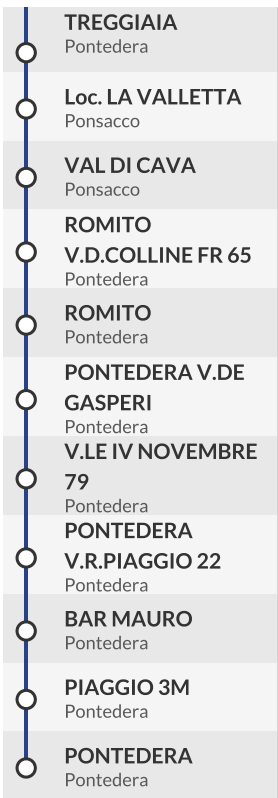 TREGGIAIA
Pontedera
Loc. LA VALLETTA
Ponsacco
VAL DI CAVA
Ponsacco
ROMITO
V.D.COLLINE FR 65
Pontedera
ROMITO
Pontedera
PONTEDERA V.DE
GASPERI
Pontedera
V.LE IV NOVEMBRE
79
Pontedera
PONTEDERA
V.R.PIAGGIO 22
Pontedera
BAR MAURO
Pontedera
PIAGGIO 3M
Pontedera
PONTEDERA
Pontedera